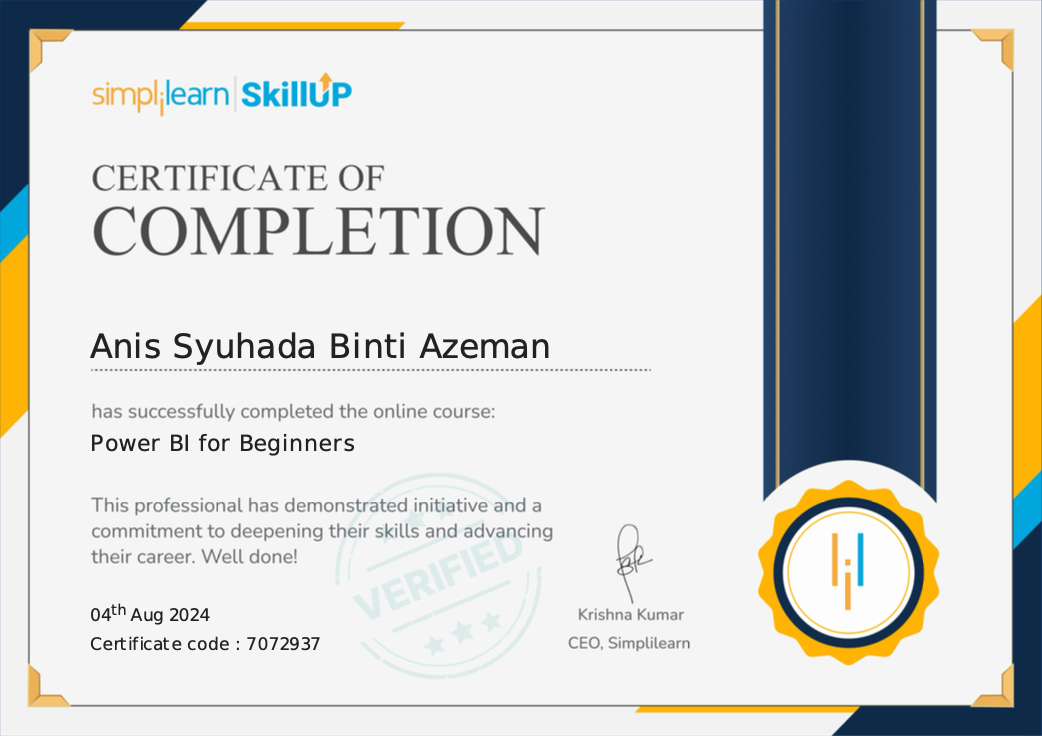 simplilearn | SkillUP
CERTIFICATE OF
COMPLETION
Anis Syuhada Binti Azeman
has successfully completed the online course:
Power BI for Beginners
This professional has demonstrated initiative and a
commitment to deepening their skills and advancing
their career. Well done!
VERIFIED
04th Aug 2024
Certificate code : 7072937
Krishna Kumar
CEO, Simplilearn